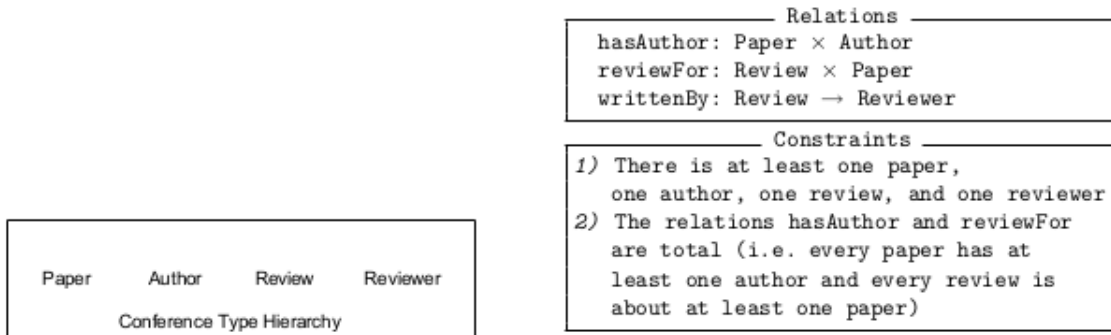 Relations
hasAuthor: Paper × Author
reviewFor: Review × Paper
writtenBy: Review → Reviewer
Constraints
1) There is at least one paper,
one author, one review, and one reviewer
2) The relations hasAuthor and reviewFor
are total (i.e. every paper has at
least one author and every review is
about at least one paper)
Paper Author Review Reviewer
Conference Type Hierarchy